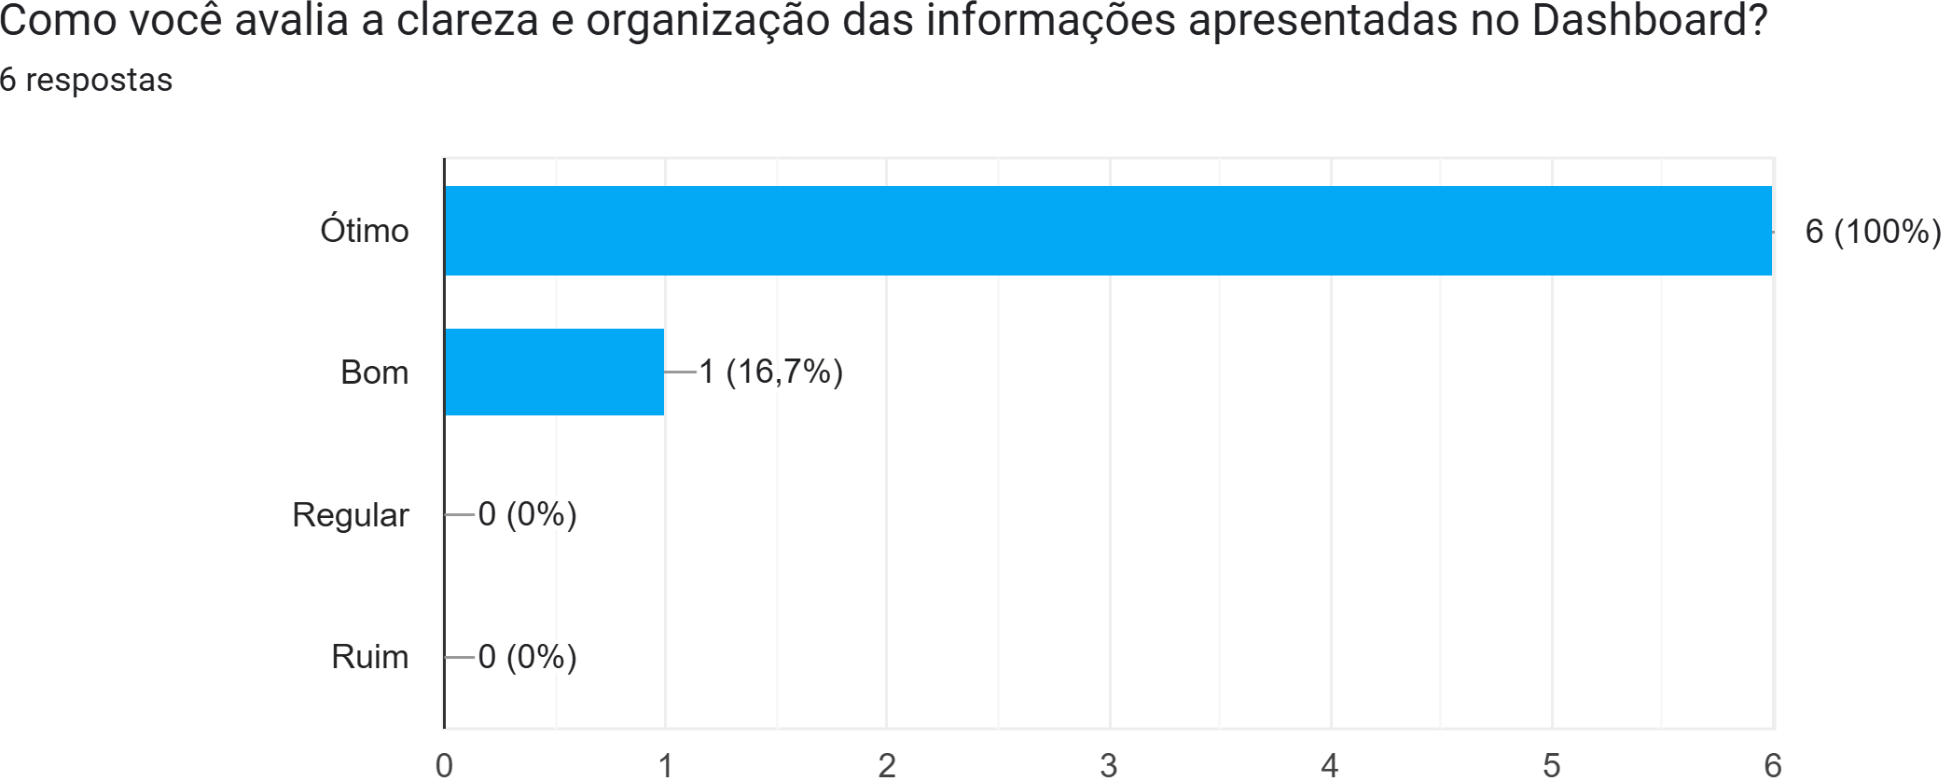 Como você avalia a clareza e organização das informações apresentadas no Dashboard?
6 respostas
Ótimo 6 (100%)
Bom 1 (16,7%)
Regular 0 (0%)
Ruim 0 (0%)
0 1 2 3 4 5 6